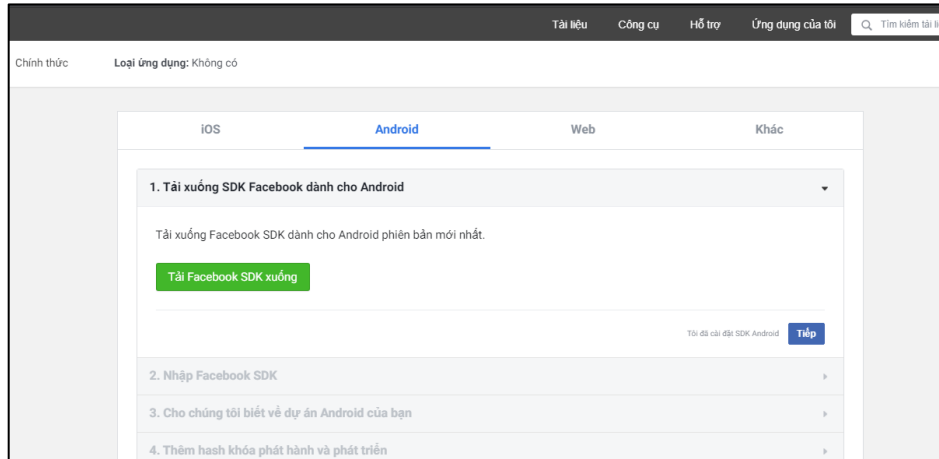 Tài liệu Công cụ Hỗ trợ Ứng dụng của tôi Tìm kiếm tài
Chính thức Loại ứng dụng: Không có
iOS Android Web Khác
1. Tải xuống SDK Facebook dành cho Android
Tải xuống Facebook SDK dành cho Android phiên bản mới nhất.
Tải Facebook SDK xuống
Tôi đã cài đặt SDK Android Tiếp
2. Nhập Facebook SDK
3. Cho chúng tôi biết về dự án Android của bạn
4. Thêm hash khóa phát hành và phát triển